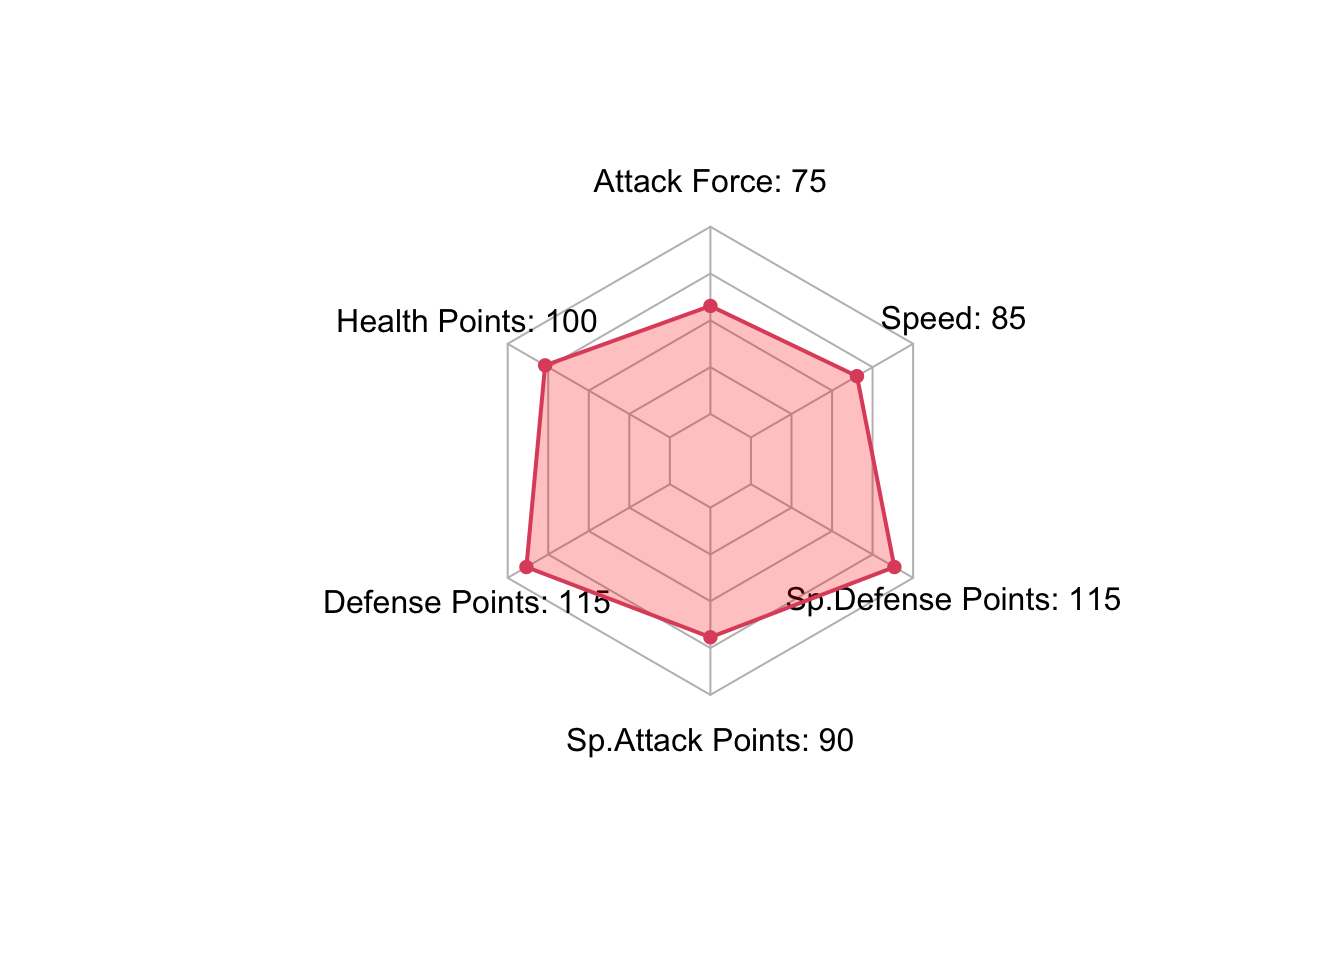 Attack Force: 75
Speed: 85
Health Points: 100
Sp.Defense Points: 115
Defense Points: 115
Sp.Attack Points: 90